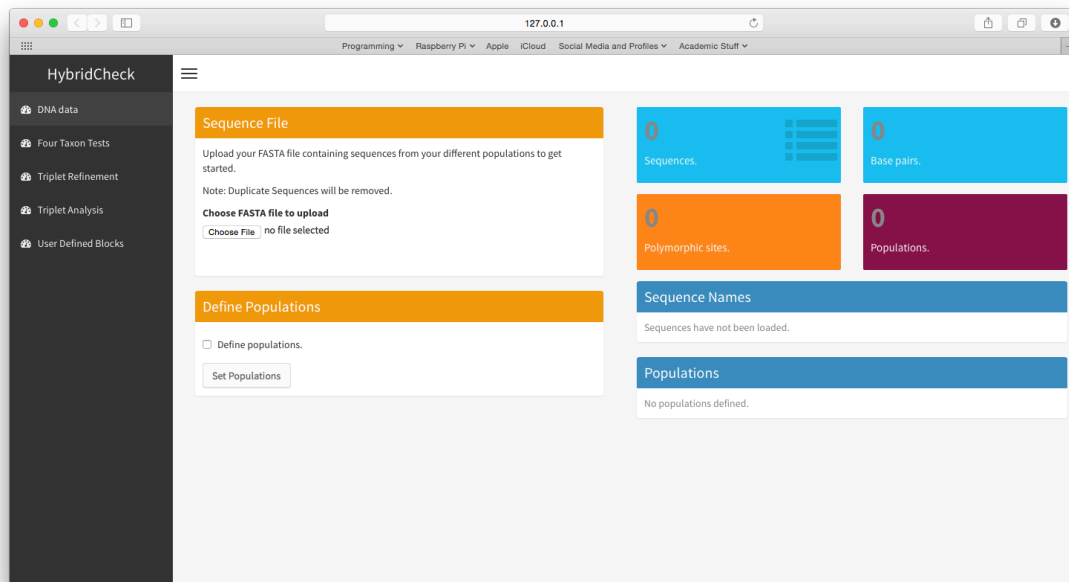 127.0.0.1
Programming Raspberry Pi Apple iCloud Social Media and Profiles Academic Stuff
HybridCheck
DNA data
Four Taxon Tests
Triplet Refinement
Triplet Analysis
User Defined Blocks
Sequence File
Upload your FASTA file containing sequences from your different populations to get
started.
Note: Duplicate Sequences will be removed.
Choose FASTA file to upload
Choose File no file selected
Define Populations
Define populations.
Set Populations
0
Sequences.
0
Base pairs.
0
Polymorphic sites.
0
Populations.
Sequence Names
Sequences have not been loaded.
Populations
No populations defined.